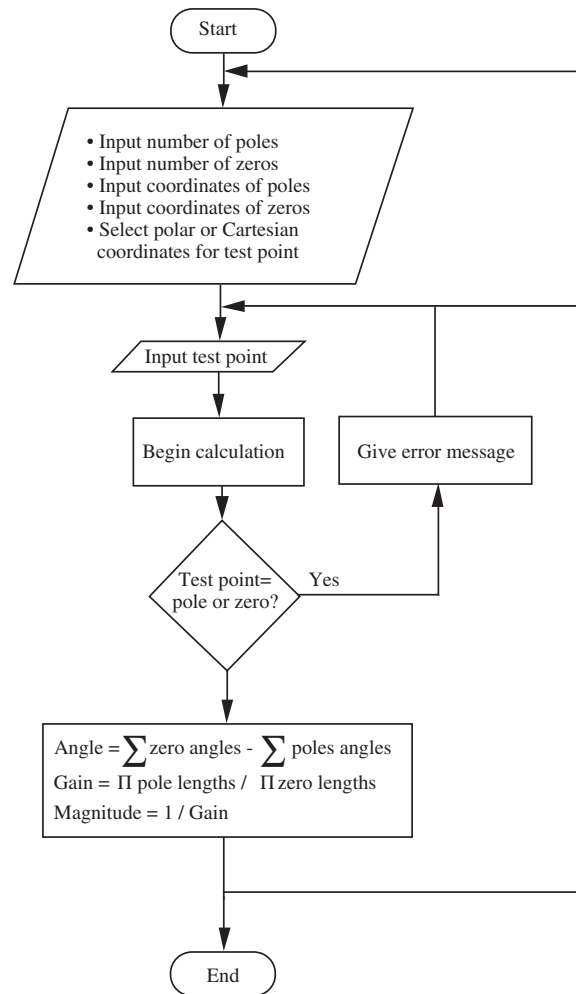 Start
• Input number of poles
• Input number of zeros
• Input coordinates of poles
• Input coordinates of zeros
• Select polar or Cartesian
coordinates for test point
Input test point
Begin calculation
Give error message
Test point=
pole or zero?
Yes
Angle = ∑ zero angles - ∑ poles angles
Gain = Π pole lengths / Π zero lengths
Magnitude = 1 / Gain
End